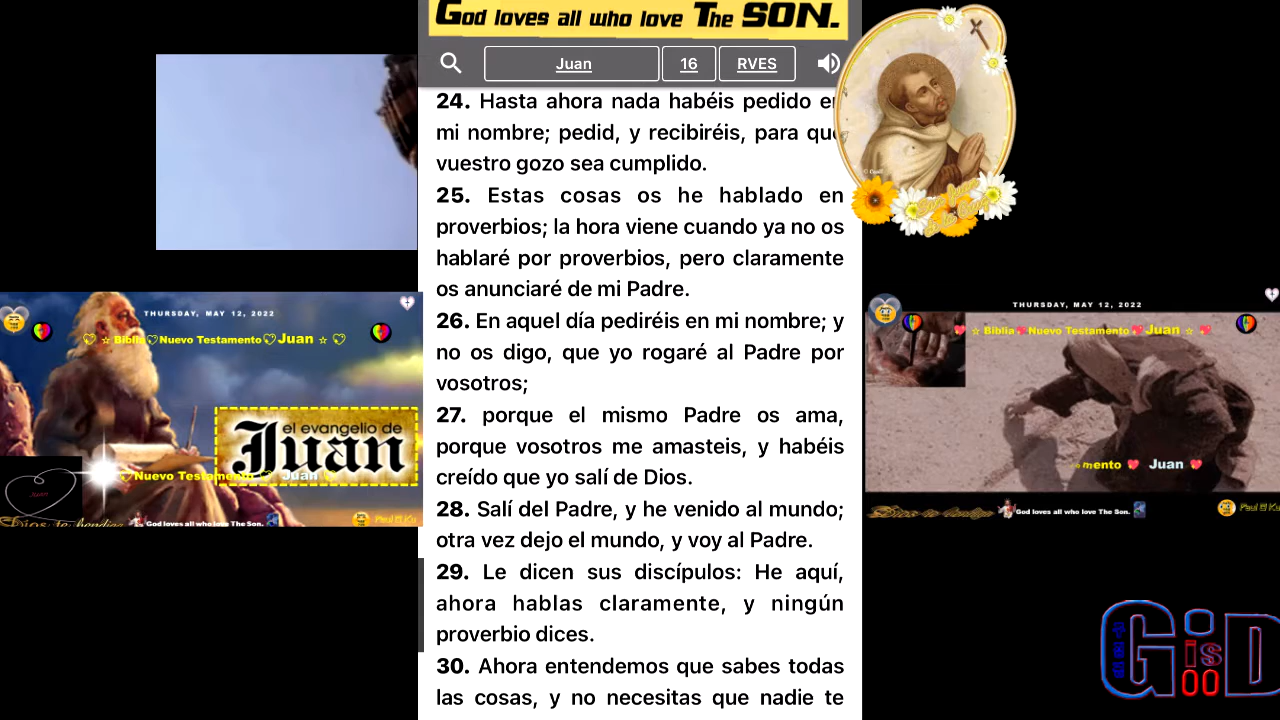 God loves all who love The SON.
Juan 16 RVES
24. Hasta ahora nada habéis pedido en
mi nombre; pedid, y recibiréis, para que
vuestro gozo sea cumplido.
25. Estas cosas os he hablado en
proverbios; la hora viene cuando ya no os
hablaré por proverbios, pero claramente
os anunciaré de mi Padre.
26. En aquel día pediréis en mi nombre; y
no os digo, que yo rogaré al Padre por
vosotros;
27. porque el mismo Padre os ama,
porque vosotros me amasteis, y habéis
creído que yo salí de Dios.
28. Salí del Padre, y he venido al mundo;
otra vez dejo el mundo, y voy al Padre.
29. Le dicen sus discípulos: He aquí,
ahora hablas claramente, y ningún
proverbio dices.
30. Ahora entendemos que sabes todas
las cosas, y no necesitas que nadie te
THURSDAY, MAY 12, 2022
☆ Biblia Nuevo Testamento Juan ☆
el evangelio de
Juan
Nuevo Testamento Juan
Juan
Dios te bendiga
God loves all who love The Son.
THURSDAY, MAY 12, 2022
☆ Biblia Nuevo Testamento Juan ☆
mento Juan
God loves all who love The Son.
G is D